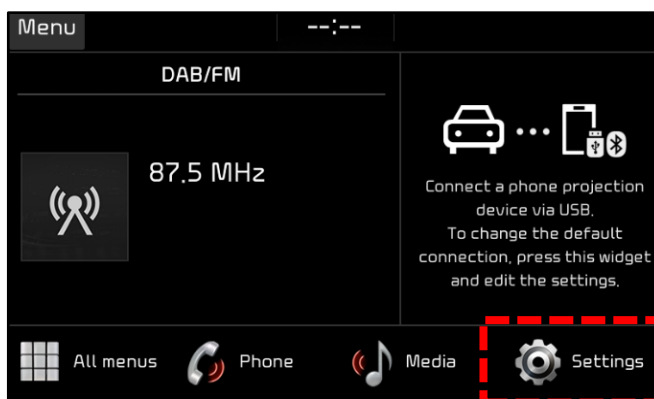 Menu
--:--
DAB/FM
87.5 MHz
Connect a phone projection
device via USB.
To change the default
connection, press this widget
and edit the settings.
All menus
Phone
Media
Settings